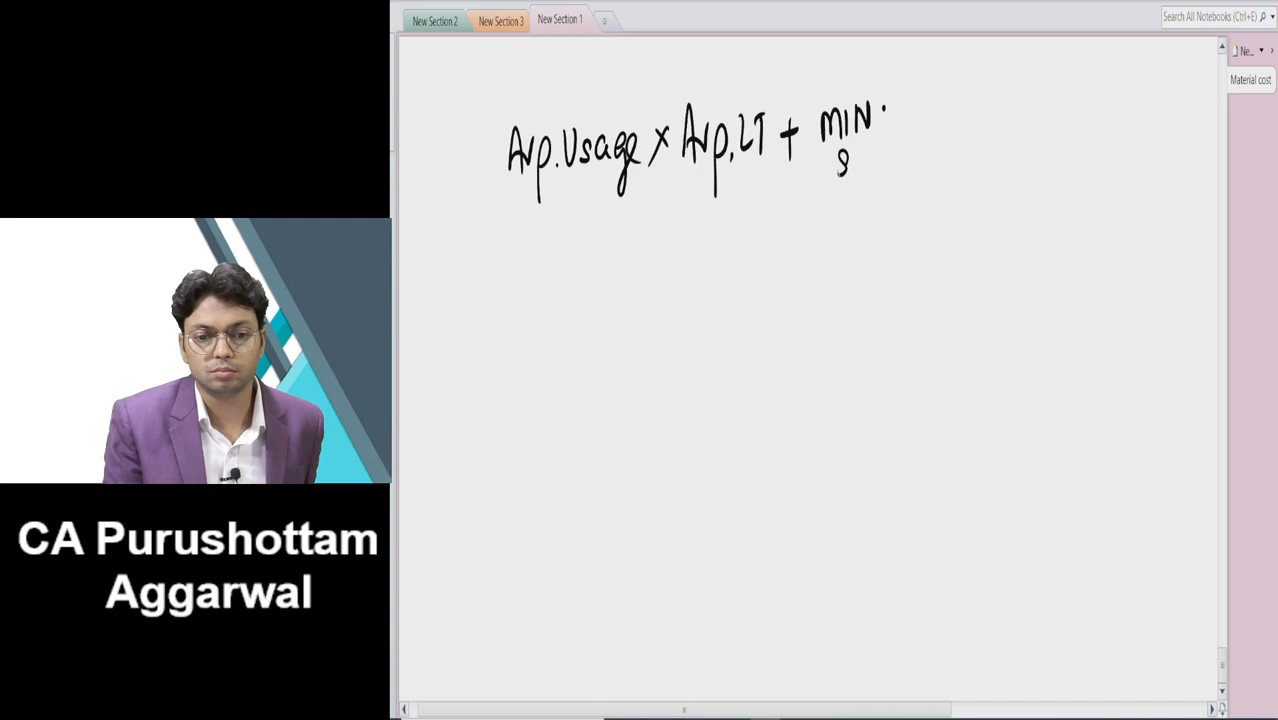 New Section 2
New Section 3
New Section 1
Search All Notebooks (Ctrl+E)
Ne...
Material cost
Avg. Usage × Avg. LT + MIN.
S
CA Purushottam
Aggarwal